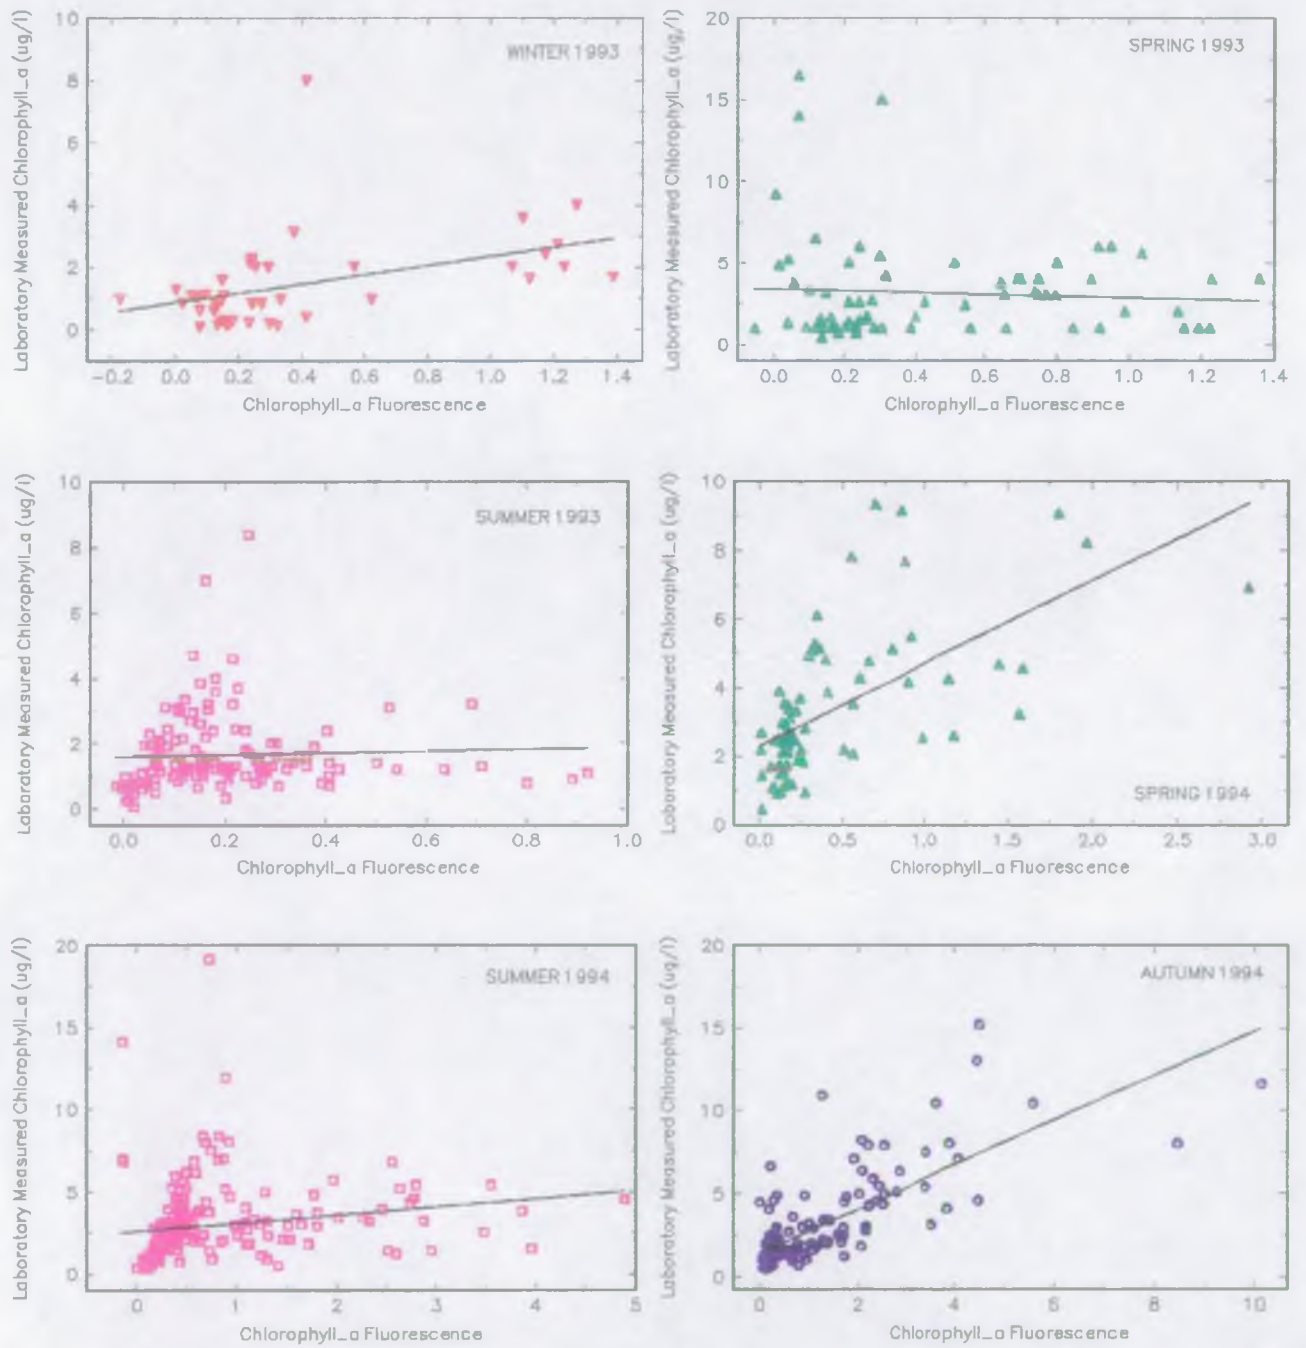 WINTER 1993
Laboratory Measured Chlorophyll_a (ug/l)
10
8
6
4
2
0
-0.2 0.0 0.2 0.4 0.6 0.8 1.0 1.2 1.4
Chlorophyll_a Fluorescence
SPRING 1993
Laboratory Measured Chlorophyll_a (ug/l)
20
15
10
5
0
0.0 0.2 0.4 0.6 0.8 1.0 1.2 1.4
Chlorophyll_a Fluorescence
SUMMER 1993
Laboratory Measured Chlorophyll_a (ug/l)
10
8
6
4
2
0
0.0 0.2 0.4 0.6 0.8 1.0
Chlorophyll_a Fluorescence
SPRING 1994
Laboratory Measured Chlorophyll_a (ug/l)
10
8
6
4
2
0
0.0 0.5 1.0 1.5 2.0 2.5 3.0
Chlorophyll_a Fluorescence
SUMMER 1994
Laboratory Measured Chlorophyll_a (ug/l)
20
15
10
5
0
0 1 2 3 4 5
Chlorophyll_a Fluorescence
AUTUMN 1994
Laboratory Measured Chlorophyll_a (ug/l)
20
15
10
5
0
0 2 4 6 8 10
Chlorophyll_a Fluorescence